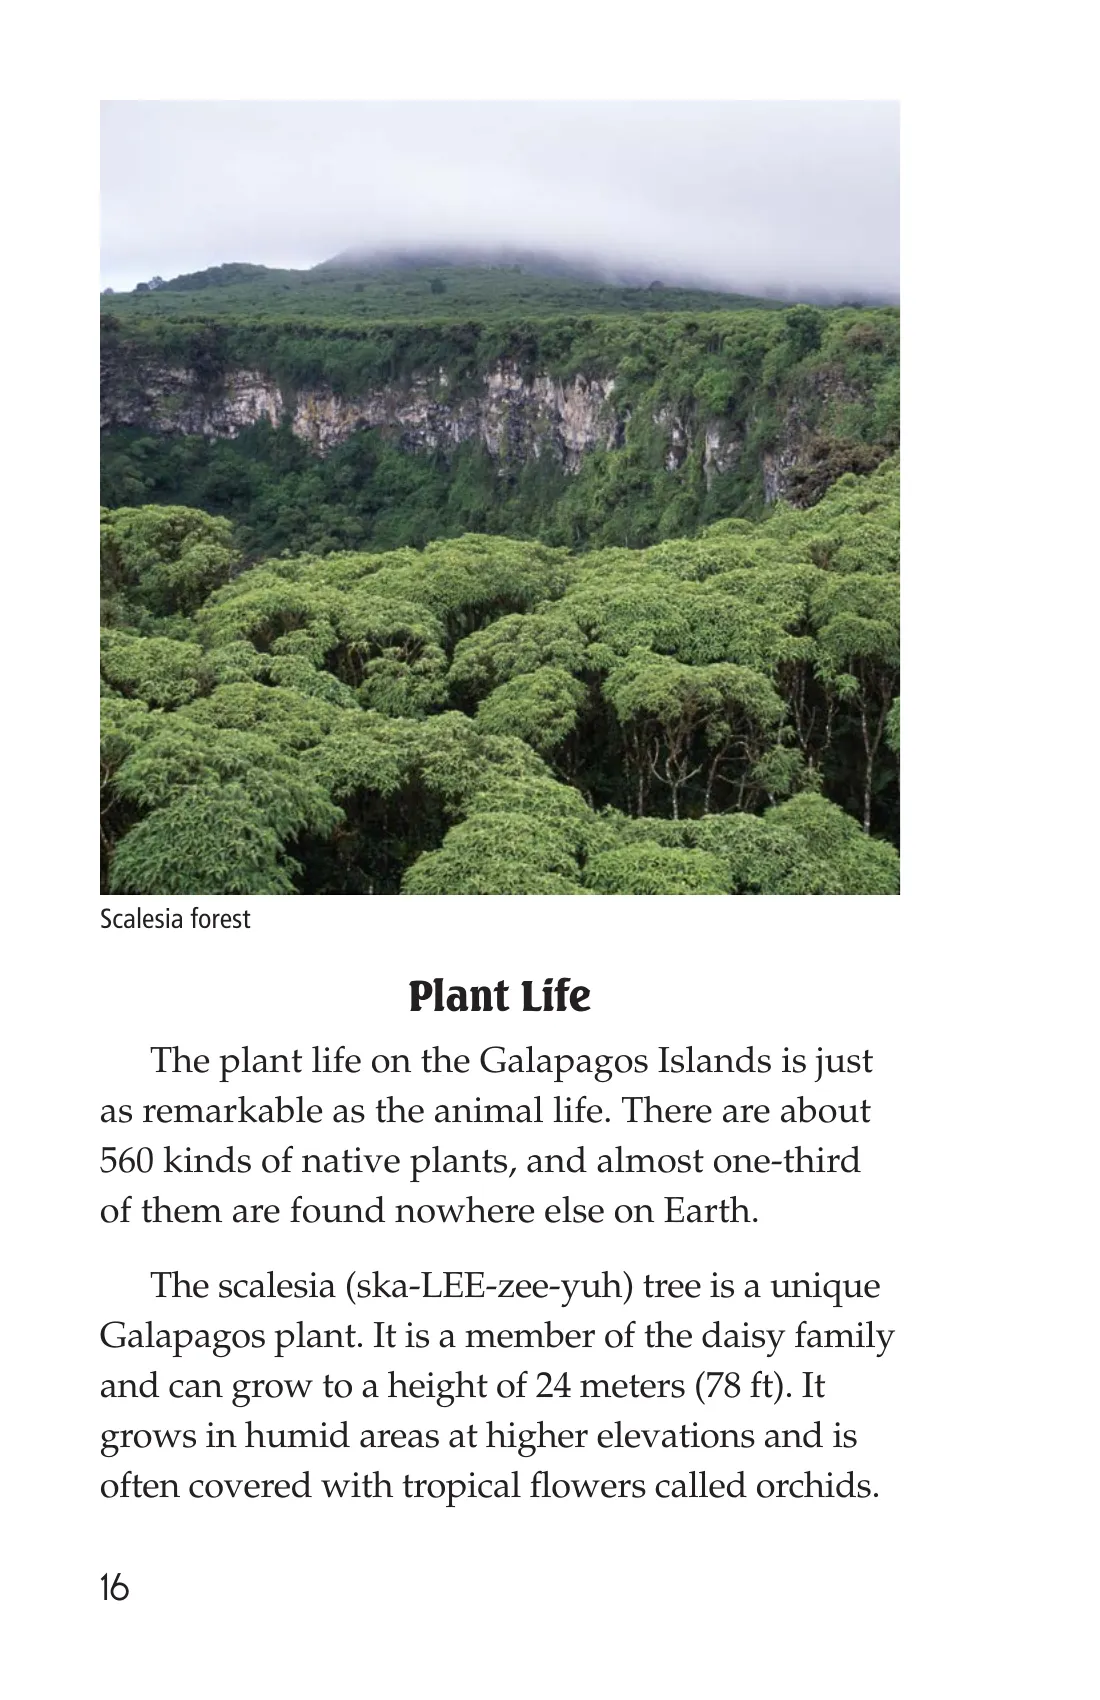 Scalesia forest
Plant Life
The plant life on the Galapagos Islands is just
as remarkable as the animal life. There are about
560 kinds of native plants, and almost one-third
of them are found nowhere else on Earth.
The scalesia (ska-LEE-zee-yuh) tree is a unique
Galapagos plant. It is a member of the daisy family
and can grow to a height of 24 meters (78 ft). It
grows in humid areas at higher elevations and is
often covered with tropical flowers called orchids.
16